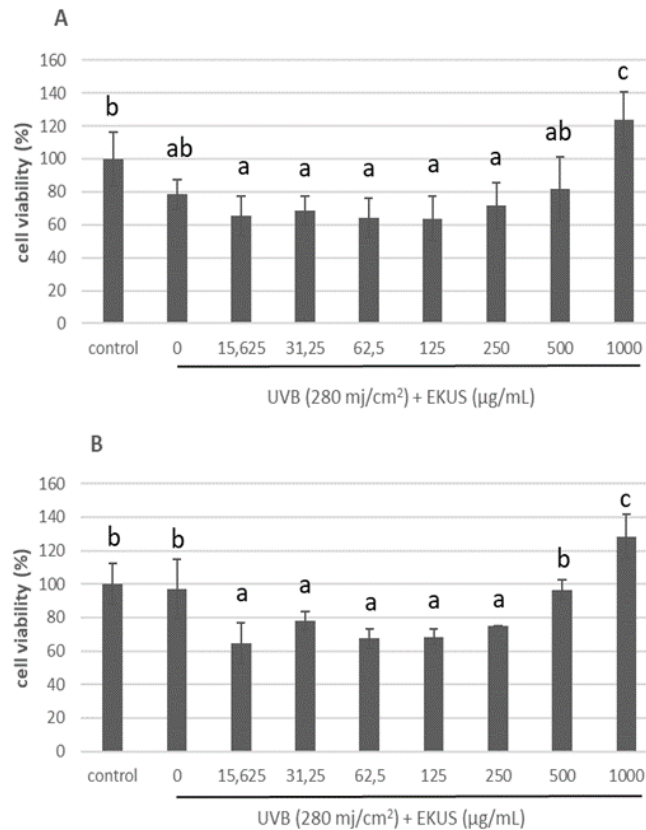 A
160
140
120
100
80
60
40
20
0
cell viability (%)
b
ab
a
a
a
a
a
ab
c
control 0 15,625 31,25 62,5 125 250 500 1000
UVB (280 mj/cm²) + EKUS (µg/mL)
B
160
140
120
100
80
60
40
20
0
cell viability (%)
b
b
a
a
a
a
a
b
c
control 0 15,625 31,25 62,5 125 250 500 1000
UVB (280 mj/cm²) + EKUS (µg/mL)